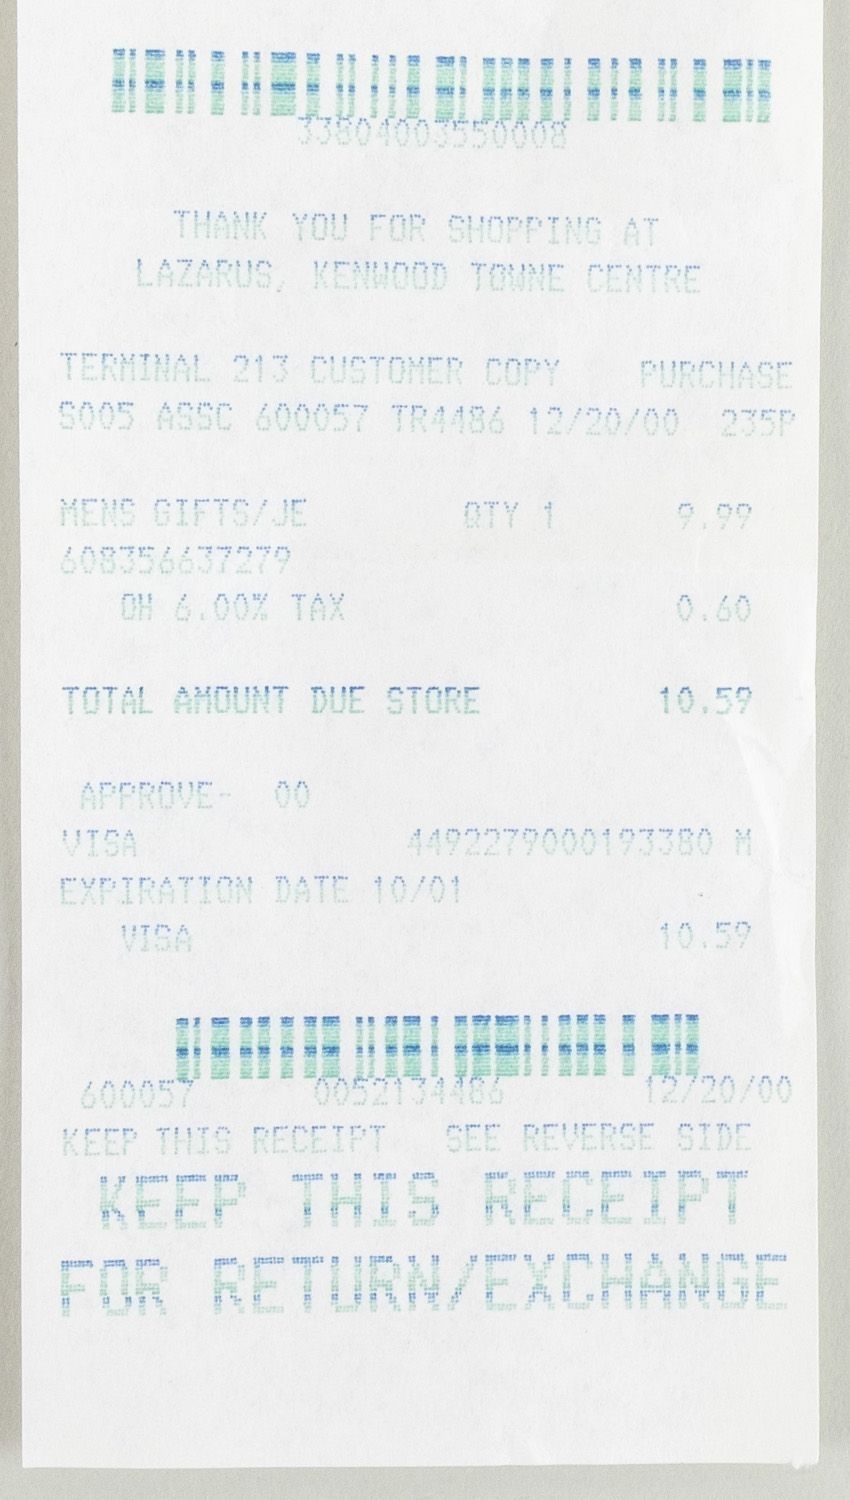 33804003550008
THANK YOU FOR SHOPPING AT
LAZARUS, KENWOOD TOWNE CENTRE
TERMINAL 213 CUSTOMER COPY PURCHASE
S005 ASSC 600057 TR4486 12/20/00 235P
MENS GIFTS/JE QTY 1 9.99
608356637279
OH 6.00% TAX 0.60
TOTAL AMOUNT DUE STORE 10.59
APPROVE- 00
VISA 4492279000193380 M
EXPIRATION DATE 10/01
VISA 10.59
600057 0052134486 12/20/00
KEEP THIS RECEIPT SEE REVERSE SIDE
KEEP THIS RECEIPT
FOR RETURN/EXCHANGE